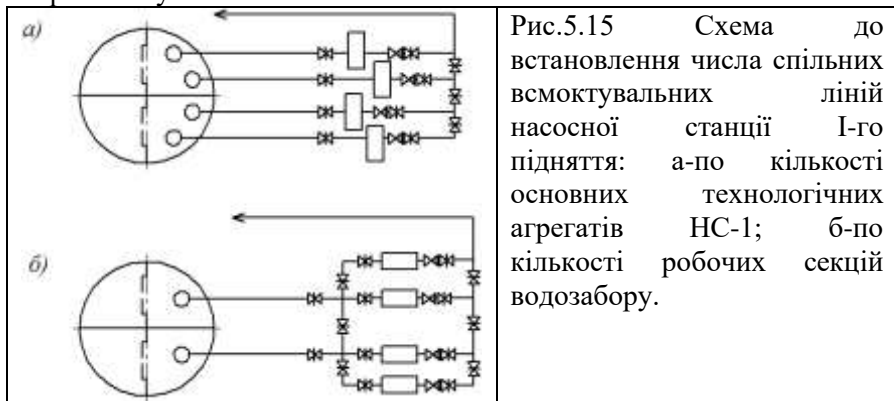 а)
б)
Рис.5.15 Схема до
встановлення числа спільних
всмоктувальних ліній
насосної станції І-го
підняття: а-по кількості
основних технологічних
агрегатів НС-1; б-по
кількості робочих секцій
водозабору.